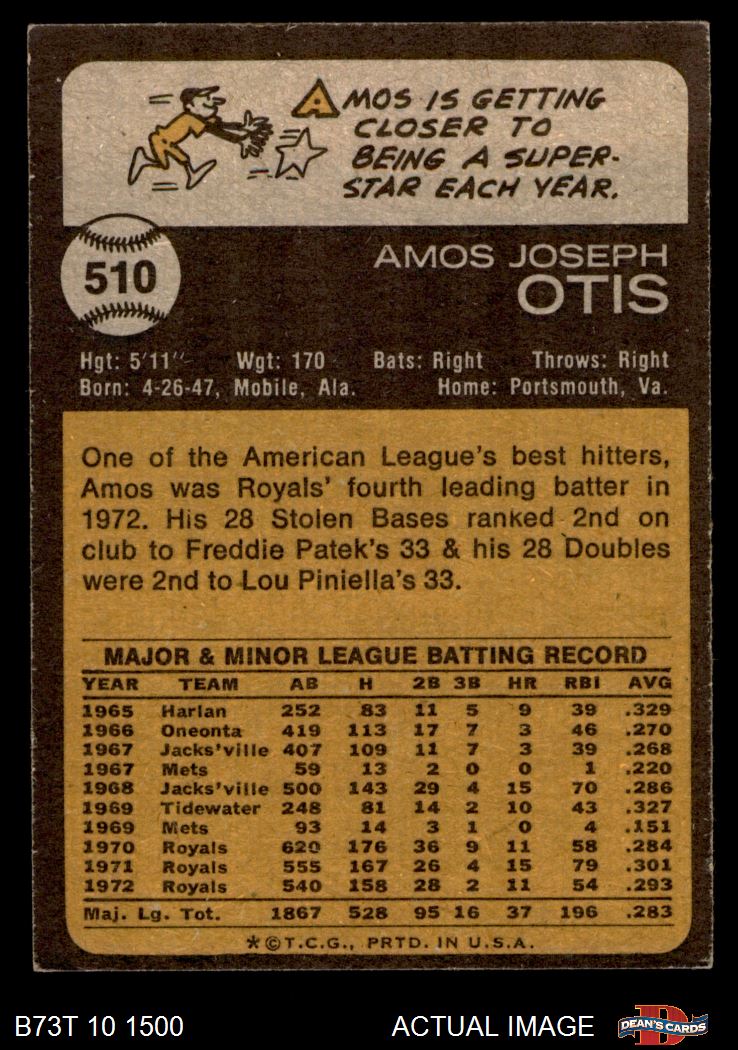 AMOS IS GETTING
CLOSER TO
BEING A SUPER-
STAR EACH YEAR.
510
AMOS JOSEPH
OTIS
Hgt: 5'11" Wgt: 170 Bats: Right Throws: Right
Born: 4-26-47, Mobile, Ala. Home: Portsmouth, Va.
One of the American League's best hitters,
Amos was Royals' fourth leading batter in
1972. His 28 Stolen Bases ranked 2nd on
club to Freddie Patek's 33 & his 28 Doubles
were 2nd to Lou Piniella's 33.
MAJOR & MINOR LEAGUE BATTING RECORD
YEAR TEAM AB H 2B 3B HR RBI AVG
1965 Harlan 252 83 11 5 9 39 .329
1966 Oneonta 419 113 17 7 3 46 .270
1967 Jacks'ville 407 109 11 7 3 39 .268
1967 Mets 59 13 2 0 0 1 .220
1968 Jacks'ville 500 143 29 4 15 70 .286
1969 Tidewater 248 81 14 2 10 43 .327
1969 Mets 93 14 3 1 0 4 .151
1970 Royals 620 176 36 9 11 58 .284
1971 Royals 555 167 26 4 15 79 .301
1972 Royals 540 158 28 2 11 54 .293
Maj. Lg. Tot. 1867 528 95 16 37 196 .283
*©T.C.G., PRTD. IN U.S.A.
B73T 10 1500 ACTUAL IMAGE D DEAN'S CARDS